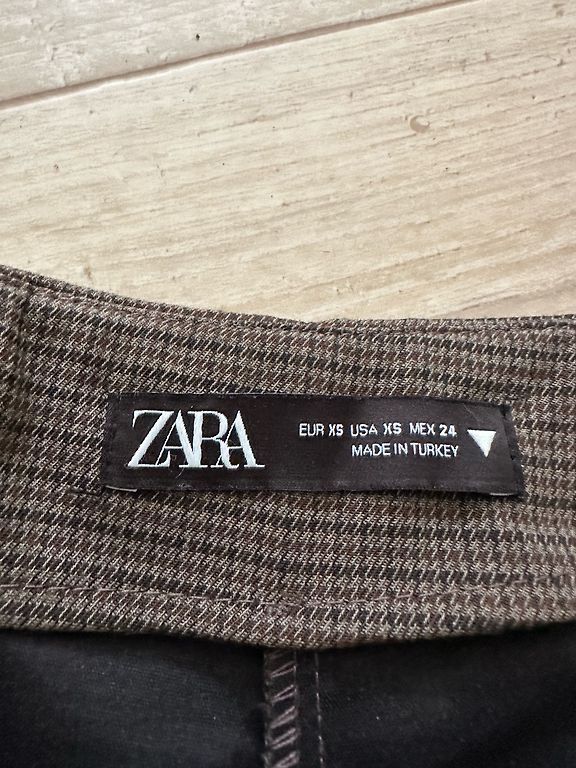 ZARA
EUR XS USA XS MEX 24
MADE IN TURKEY